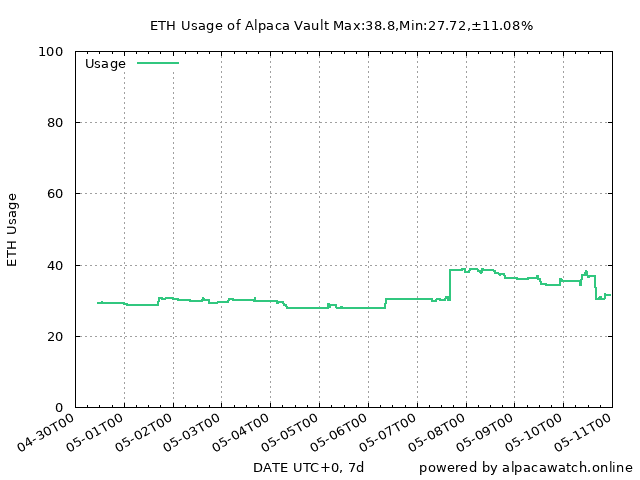 ETH Usage of Alpaca Vault Max:38.8,Min:27.72,±11.08%
Usage
ETH Usage
100
80
60
40
20
0
04-30T00
05-01T00
05-02T00
05-03T00
05-04T00
05-05T00
05-06T00
05-07T00
05-08T00
05-09T00
05-10T00
05-11T00
DATE UTC+0, 7d
powered by alpacawatch.online